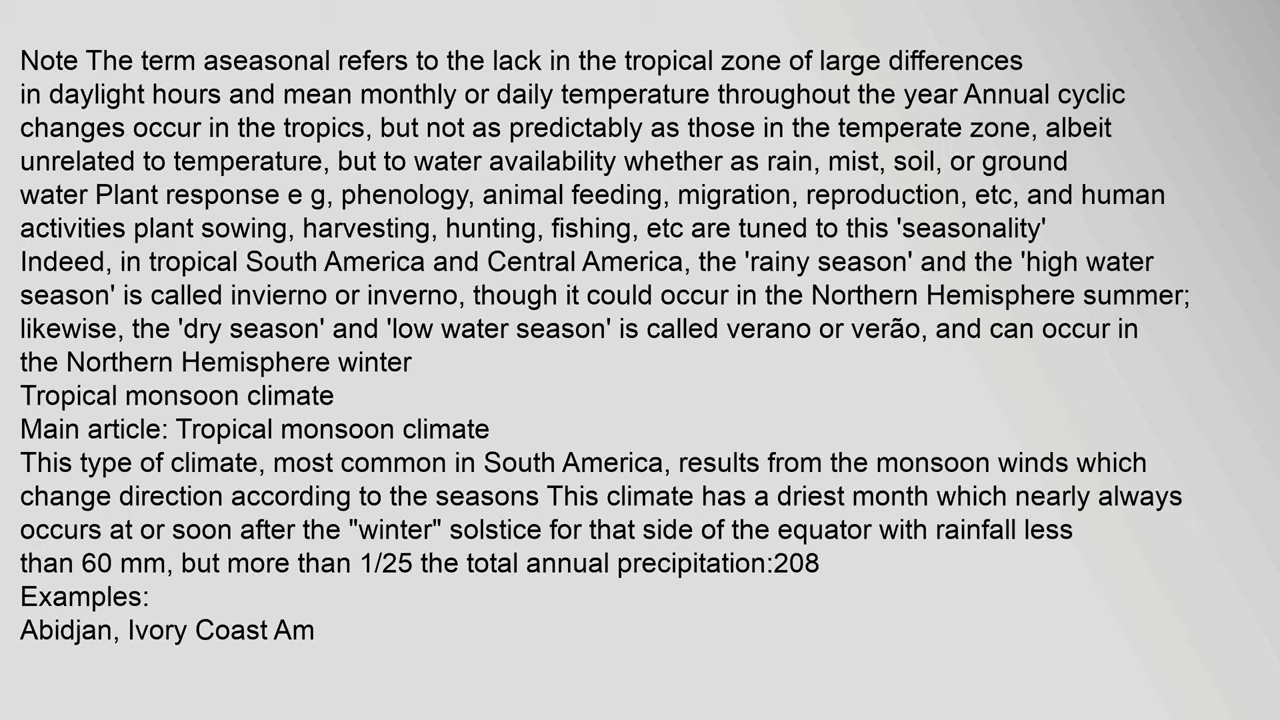 Note The term aseasonal refers to the lack in the tropical zone of large differences
in daylight hours and mean monthly or daily temperature throughout the year Annual cyclic
changes occur in the tropics, but not as predictably as those in the temperate zone, albeit
unrelated to temperature, but to water availability whether as rain, mist, soil, or ground
water Plant response e g, phenology, animal feeding, migration, reproduction, etc, and human
activities plant sowing, harvesting, hunting, fishing, etc are tuned to this 'seasonality'
Indeed, in tropical South America and Central America, the 'rainy season' and the 'high water
season' is called invierno or inverno, though it could occur in the Northern Hemisphere summer;
likewise, the 'dry season' and 'low water season' is called verano or verão, and can occur in
the Northern Hemisphere winter
Tropical monsoon climate
Main article: Tropical monsoon climate
This type of climate, most common in South America, results from the monsoon winds which
change direction according to the seasons This climate has a driest month which nearly always
occurs at or soon after the "winter" solstice for that side of the equator with rainfall less
than 60 mm, but more than 1/25 the total annual precipitation:208
Examples:
Abidjan, Ivory Coast Am